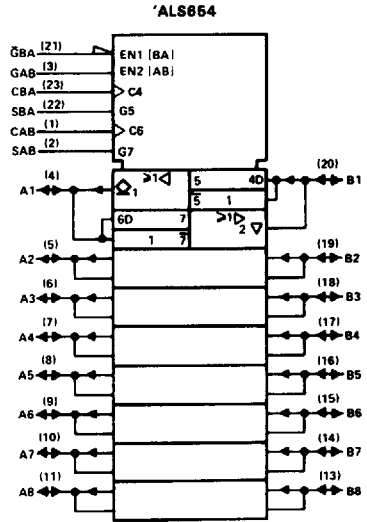 'ALS654
G̅BA (21) EN1 [BA]
GAB (3) EN2 [AB]
CBA (23) C4
SBA (22) G5
CAB (1) C6
SAB (2) G7
A1 (4) 1 ≥1 5 4D (20) B1
5̅ 1
6D 7 ≥1
1 7̅ 2
A2 (5) (19) B2
A3 (6) (18) B3
A4 (7) (17) B4
A5 (8) (16) B5
A6 (9) (15) B6
A7 (10) (14) B7
A8 (11) (13) B8